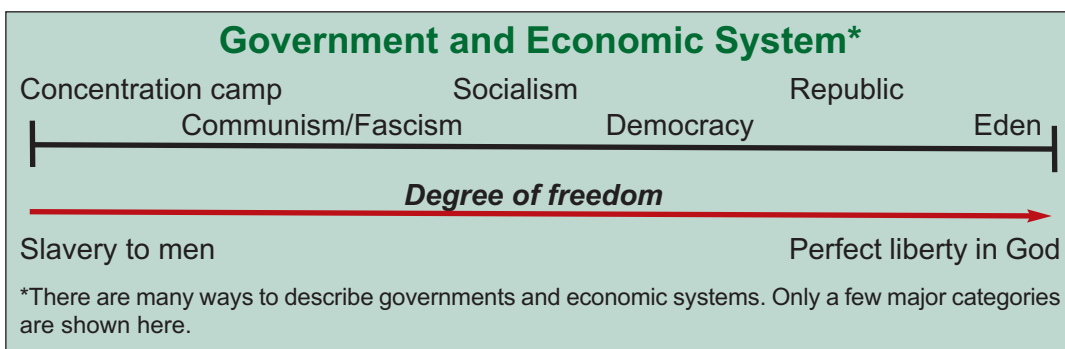 Government and Economic System*
Concentration camp Socialism Republic
Communism/Fascism Democracy Eden
Degree of freedom
Slavery to men Perfect liberty in God
*There are many ways to describe governments and economic systems. Only a few major categories
are shown here.